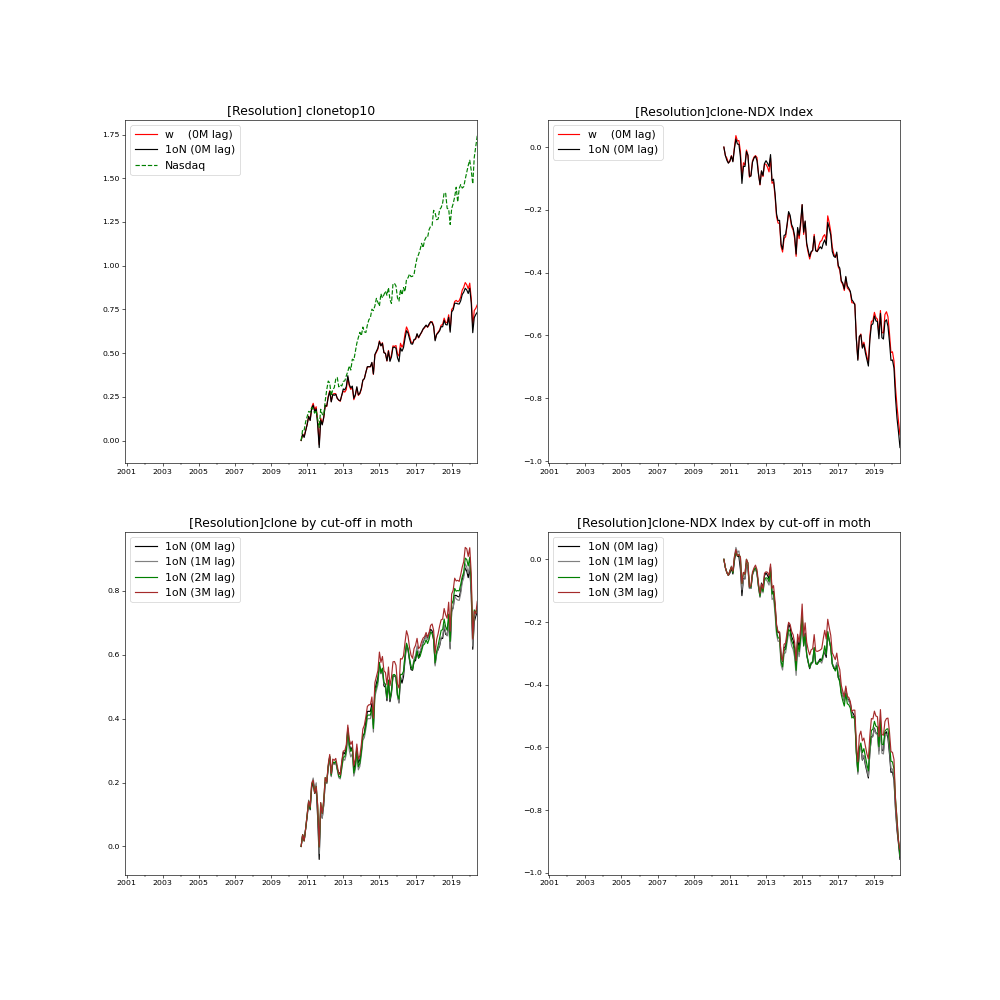 [Resolution] clonetop10
w    (0M lag)
1oN (0M lag)
Nasdaq
1.75
1.50
1.25
1.00
0.75
0.50
0.25
0.00
2001 2003 2005 2007 2009 2011 2013 2015 2017 2019
[Resolution]clone-NDX Index
w    (0M lag)
1oN (0M lag)
0.0
−0.2
−0.4
−0.6
−0.8
−1.0
2001 2003 2005 2007 2009 2011 2013 2015 2017 2019
[Resolution]clone by cut-off in moth
1oN (0M lag)
1oN (1M lag)
1oN (2M lag)
1oN (3M lag)
0.8
0.6
0.4
0.2
0.0
2001 2003 2005 2007 2009 2011 2013 2015 2017 2019
[Resolution]clone-NDX Index by cut-off in moth
1oN (0M lag)
1oN (1M lag)
1oN (2M lag)
1oN (3M lag)
0.0
−0.2
−0.4
−0.6
−0.8
−1.0
2001 2003 2005 2007 2009 2011 2013 2015 2017 2019